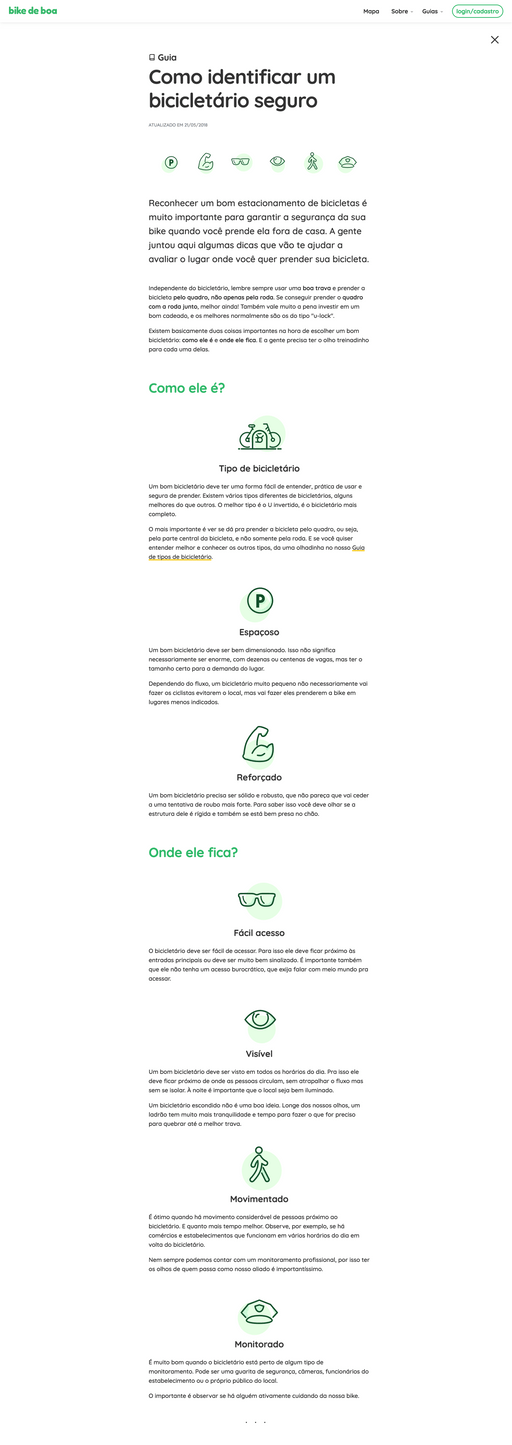 bike de boa
Mapa
Sobre
Guias
login/cadastro
Guia
Como identificar um
bicicletário seguro
ATUALIZADO EM 21/05/2018
P
Reconhecer um bom estacionamento de bicicletas é
muito importante para garantir a segurança da sua
bike quando você prende ela fora de casa. A gente
juntou aqui algumas dicas que vão te ajudar a
avaliar o lugar onde você quer prender sua bicicleta.
Independente do bicicletário, lembre sempre usar uma boa trava e prender a
bicicleta pelo quadro, não apenas pela roda. Se conseguir prender o quadro
com a roda junto, melhor ainda! Também vale muito a pena investir em um
bom cadeado, e os melhores normalmente são os do tipo "u-lock".
Existem basicamente duas coisas importantes na hora de escolher um bom
bicicletário: como ele é e onde ele fica. E a gente precisa ter o olho treinadinho
para cada uma delas.
Como ele é?
Tipo de bicicletário
Um bom bicicletário deve ter uma forma fácil de entender, prática de usar e
segura de prender. Existem vários tipos diferentes de bicicletários, alguns
melhores do que outros. O melhor tipo é o U invertido, é o bicicletário mais
completo.
O mais importante é ver se dá pra prender a bicicleta pelo quadro, ou seja,
pela parte central da bicicleta, e não somente pela roda. E se você quiser
entender melhor e conhecer os outros tipos, da uma olhadinha no nosso Guia
de tipos de bicicletário.
P
Espaçoso
Um bom bicicletário deve ser bem dimensionado. Isso não significa
necessariamente ser enorme, com dezenas ou centenas de vagas, mas ter o
tamanho certo para a demanda do lugar.
Dependendo do fluxo, um bicicletário muito pequeno não necessariamente vai
fazer os ciclistas evitarem o local, mas vai fazer eles prenderem a bike em
lugares menos indicados.
Reforçado
Um bom bicicletário precisa ser sólido e robusto, que não pareça que vai ceder
a uma tentativa de roubo mais forte. Para saber isso você deve olhar se a
estrutura dele é rígida e também se está bem presa no chão.
Onde ele fica?
Fácil acesso
O bicicletário deve ser fácil de acessar. Para isso ele deve ficar próximo às
entradas principais ou deve ser muito bem sinalizado. É importante também
que ele não tenha um acesso burocrático, que exija falar com meio mundo pra
acessar.
Visível
Um bom bicicletário deve ser visto em todos os horários do dia. Pra isso ele
deve ficar próximo de onde as pessoas circulam, sem atrapalhar o fluxo mas
sem se isolar. À noite é importante que o local seja bem iluminado.
Um bicicletário escondido não é uma boa ideia. Longe dos nossos olhos, um
ladrão tem muito mais tranquilidade e tempo para fazer o que for preciso
para quebrar até a melhor trava.
Movimentado
É ótimo quando há movimento considerável de pessoas próximo ao
bicicletário. E quanto mais tempo melhor. Observe, por exemplo, se há
comércios e estabelecimentos que funcionam em vários horários do dia em
volta do bicicletário.
Nem sempre podemos contar com um monitoramento profissional, por isso ter
os olhos de quem passa como nosso aliado é importantíssimo.
Monitorado
É muito bom quando o bicicletário está perto de algum tipo de
monitoramento. Pode ser uma guarita de segurança, câmeras, funcionários do
estabelecimento ou o próprio público do local.
O importante é observar se há alguém ativamente cuidando da nossa bike.
. . .